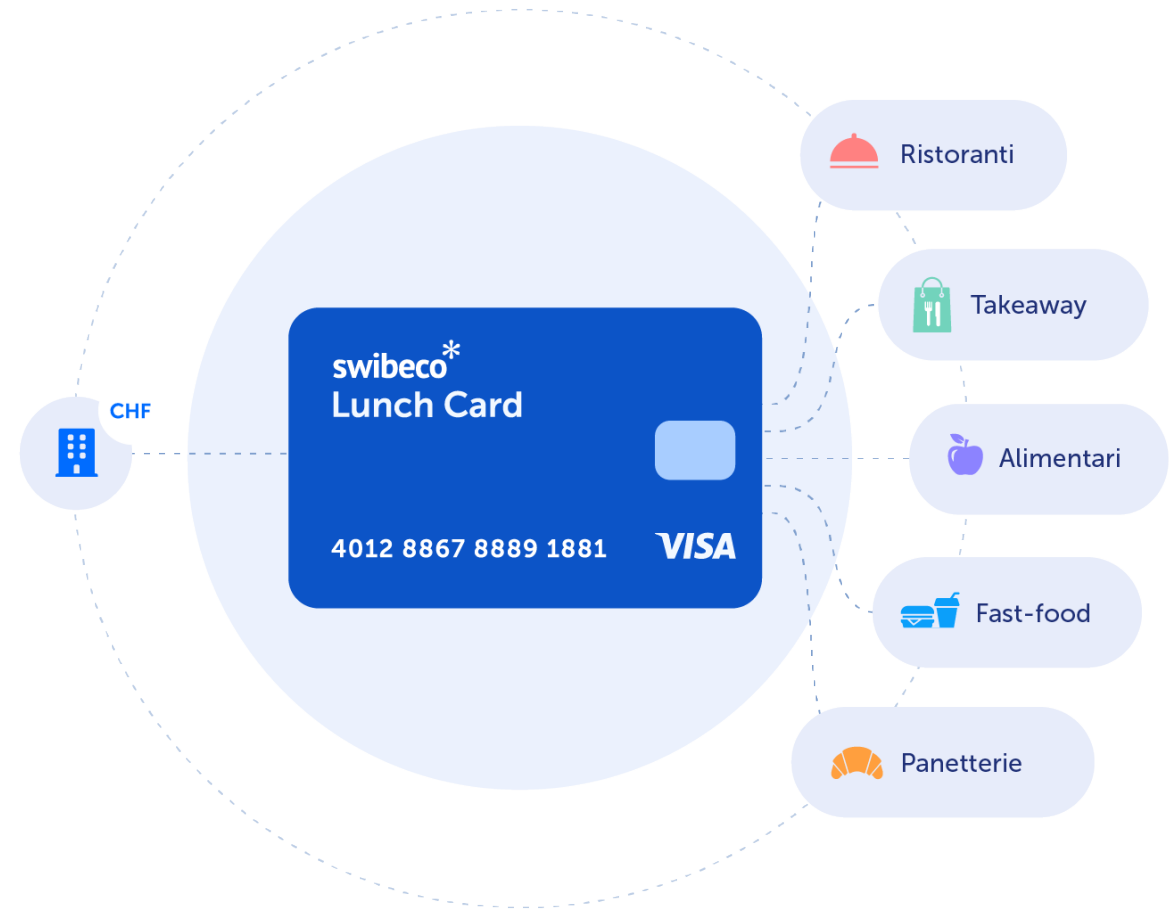 CHF
swibeco*
Lunch Card
4012 8867 8889 1881
VISA
Ristoranti
Takeaway
Alimentari
Fast-food
Panetterie